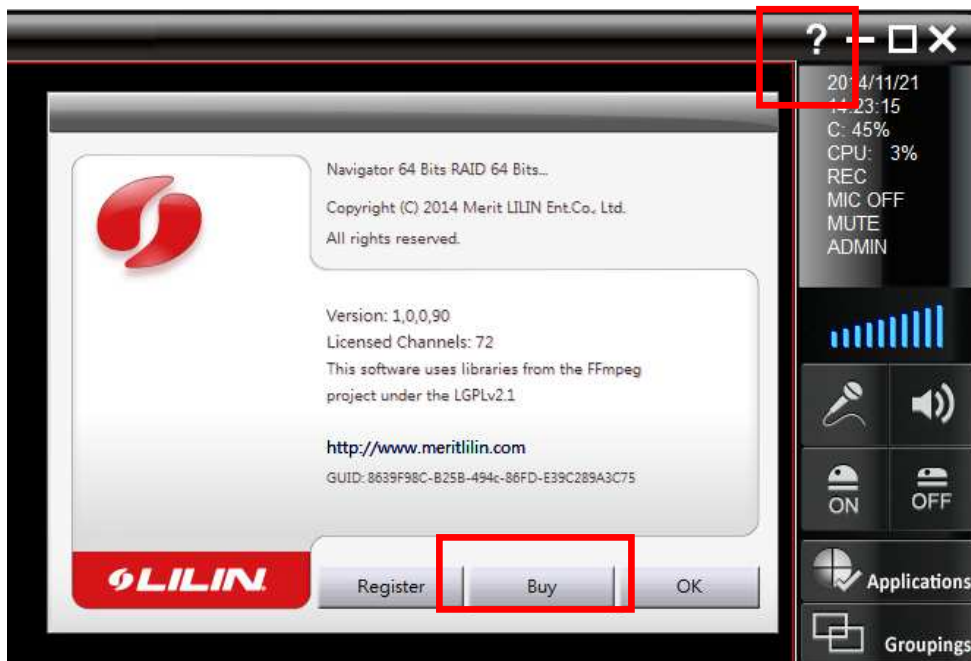 ?
2014/11/21
14:23:15
C: 45%
CPU: 3%
REC
MIC OFF
MUTE
ADMIN
Navigator 64 Bits RAID 64 Bits...
Copyright (C) 2014 Merit LILIN Ent.Co., Ltd.
All rights reserved.
Version: 1,0,0,90
Licensed Channels: 72
This software uses libraries from the FFmpeg
project under the LGPLv2.1
http://www.meritlilin.com
GUID: 8639F98C-B25B-494c-86FD-E39C289A3C75
LILIN
Register
Buy
OK
ON
OFF
Applications
Groupings